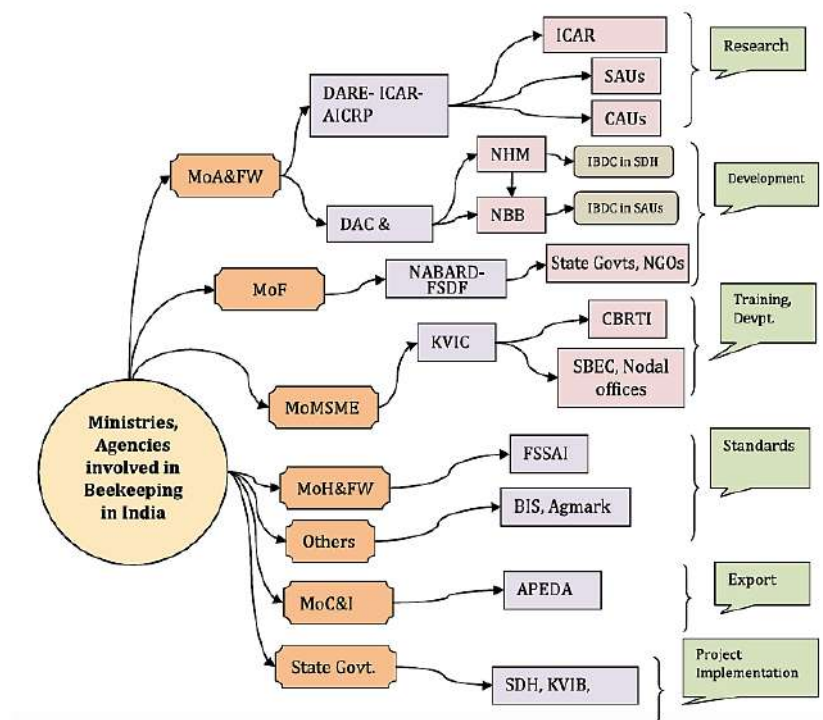 ICAR
Research
SAUs
DARE- ICAR-
AICRP
CAUs
MoA&FW
NHM
IBDC in SDH
Development
NBB
IBDC in SAUs
DAC &
State Govts, NGOs
NABARD-
FSDF
MoF
Training,
Devpt.
CBRTI
KVIC
SBEC, Nodal
offices
MoMSME
Ministries,
Agencies
involved in
Beekeeping
in India
FSSAI
Standards
MoH&FW
BIS, Agmark
Others
APEDA
Export
MoC&I
State Govt.
SDH, KVIB,
Project
Implementation